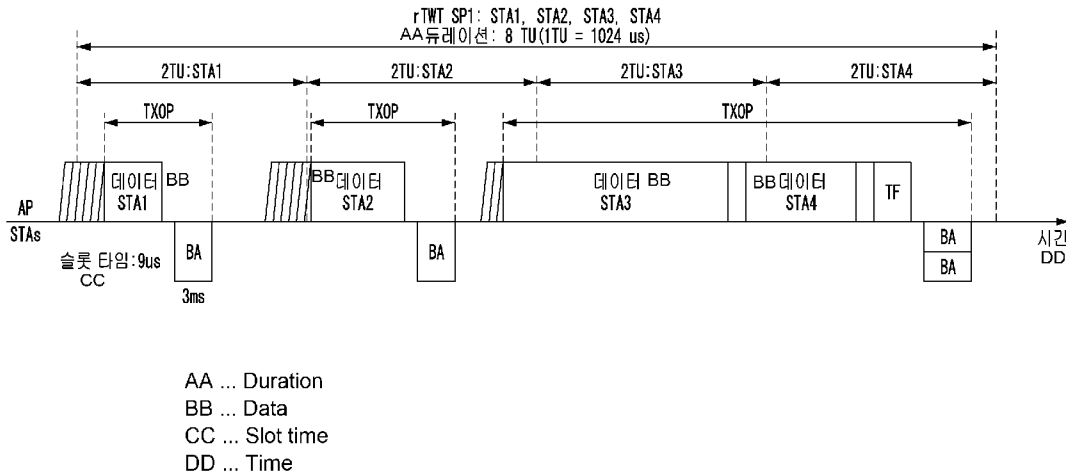 rTWT SP1: STA1, STA2, STA3, STA4
AA듀레이션: 8 TU(1TU = 1024 us)
2TU:STA1 2TU:STA2 2TU:STA3 2TU:STA4
TXOP TXOP TXOP
데이터 BB BB데이터 데이터 BB BB데이터
STA1 STA2 STA3 STA4 TF
AP
STAs
슬롯 타임:9us BA BA BA 시간
CC BA DD
3ms
AA ... Duration
BB ... Data
CC ... Slot time
DD ... Time